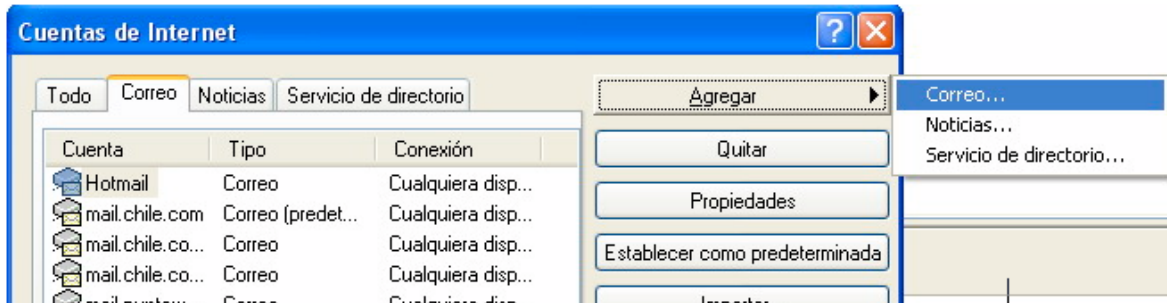 Cuentas de Internet
Todo Correo Noticias Servicio de directorio
Agregar
Correo...
Noticias...
Servicio de directorio...
Cuenta Tipo Conexión
Quitar
Hotmail Correo Cualquiera disp...
mail.chile.com Correo (predet... Cualquiera disp...
Propiedades
mail.chile.co... Correo Cualquiera disp...
Establecer como predeterminada
mail.chile.co... Correo Cualquiera disp...